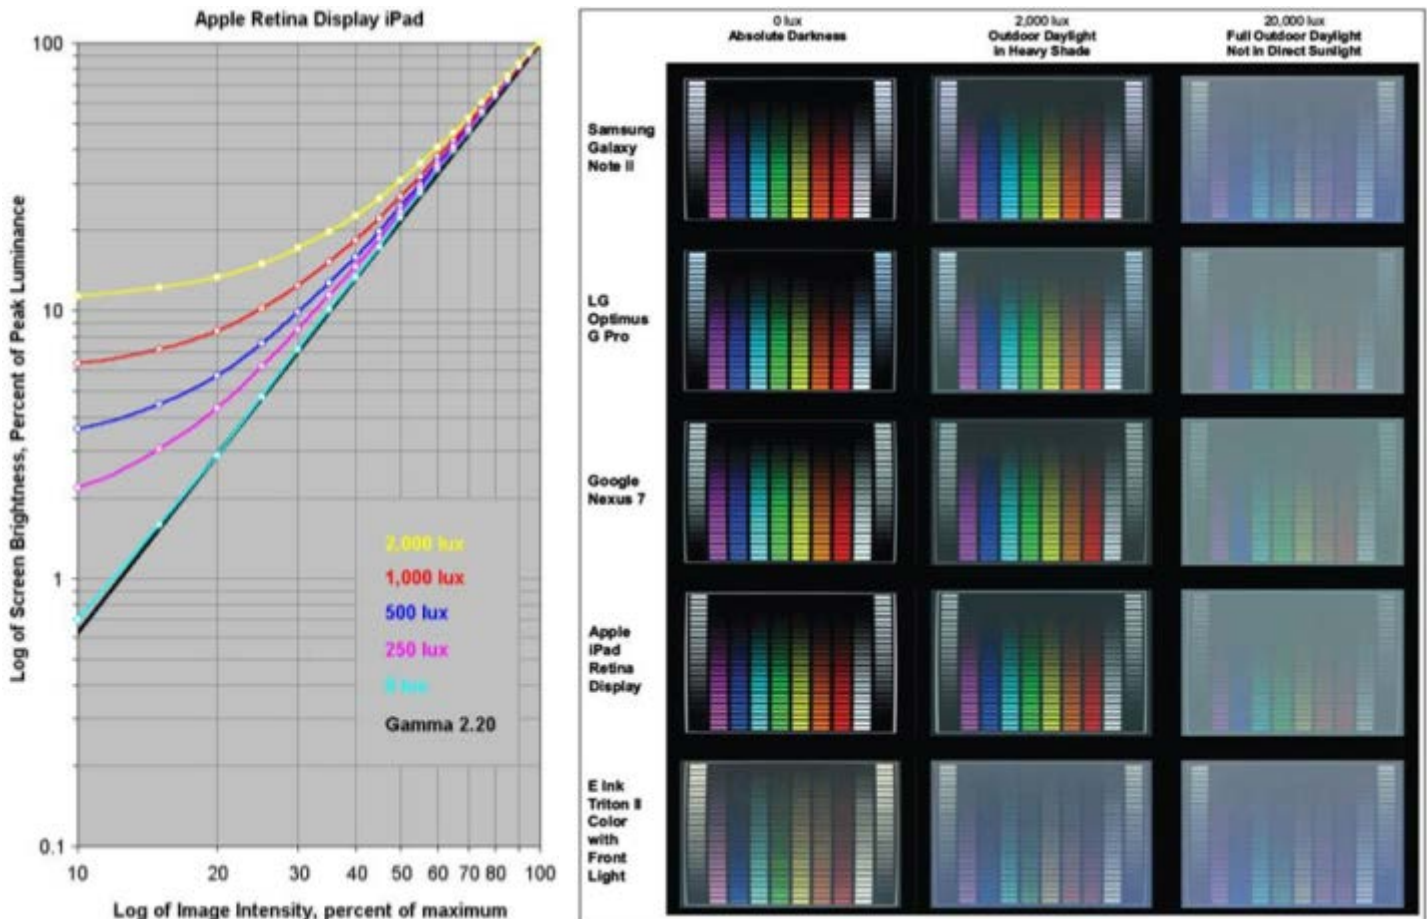 Apple Retina Display iPad
Log of Screen Brightness, Percent of Peak Luminance
100
10
1
0.1
2,000 lux
1,000 lux
500 lux
250 lux
0 lux
Gamma 2.20
10 20 30 40 50 60 70 80 100
Log of Image Intensity, percent of maximum
0 lux
Absolute Darkness
2,000 lux
Outdoor Daylight
in Heavy Shade
20,000 lux
Full Outdoor Daylight
Not in Direct Sunlight
Samsung
Galaxy
Note II
LG
Optimus
G Pro
Google
Nexus 7
Apple
iPad
Retina
Display
E Ink
Triton II
Color
with
Front
Light